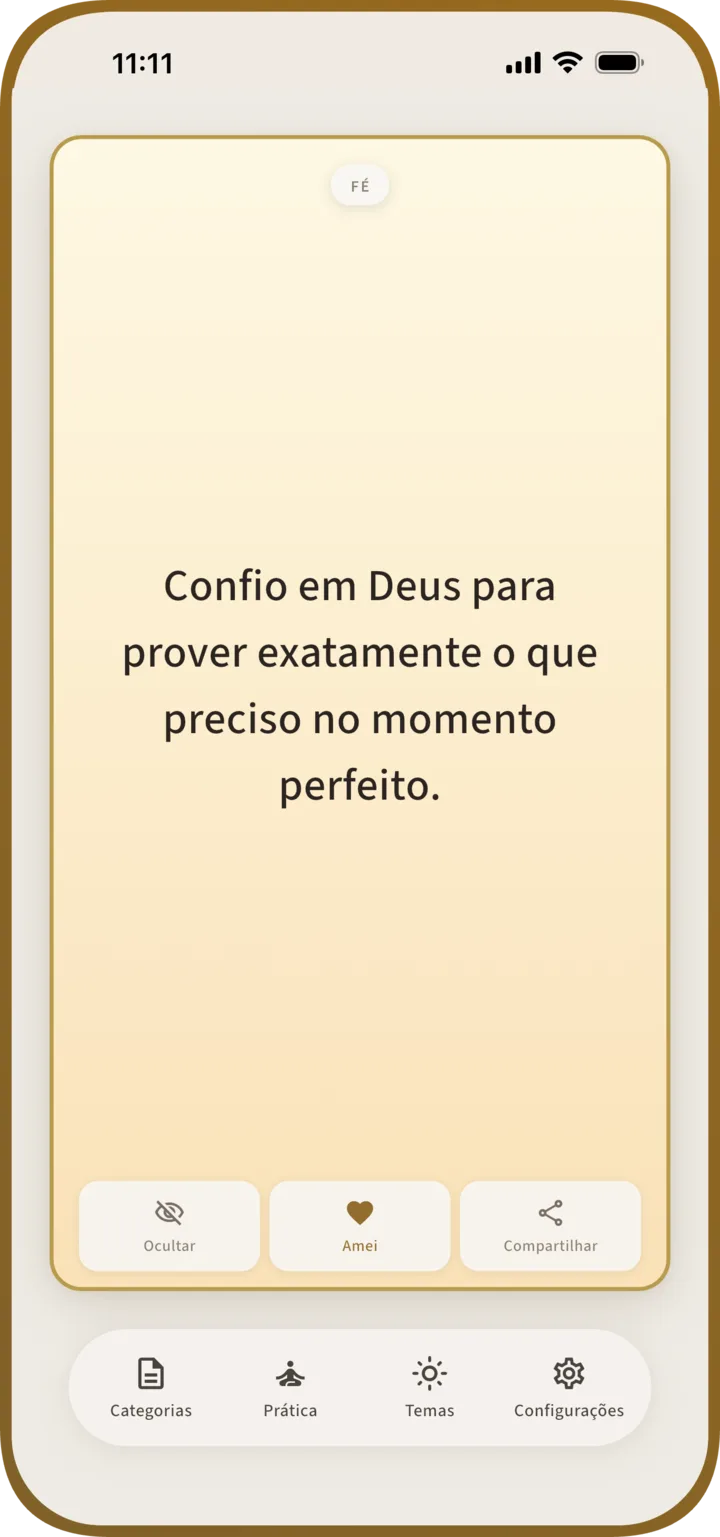 11:11
FÉ
Confio em Deus para
prover exatamente o que
preciso no momento
perfeito.
Ocultar
Amei
Compartilhar
Categorias
Prática
Temas
Configurações